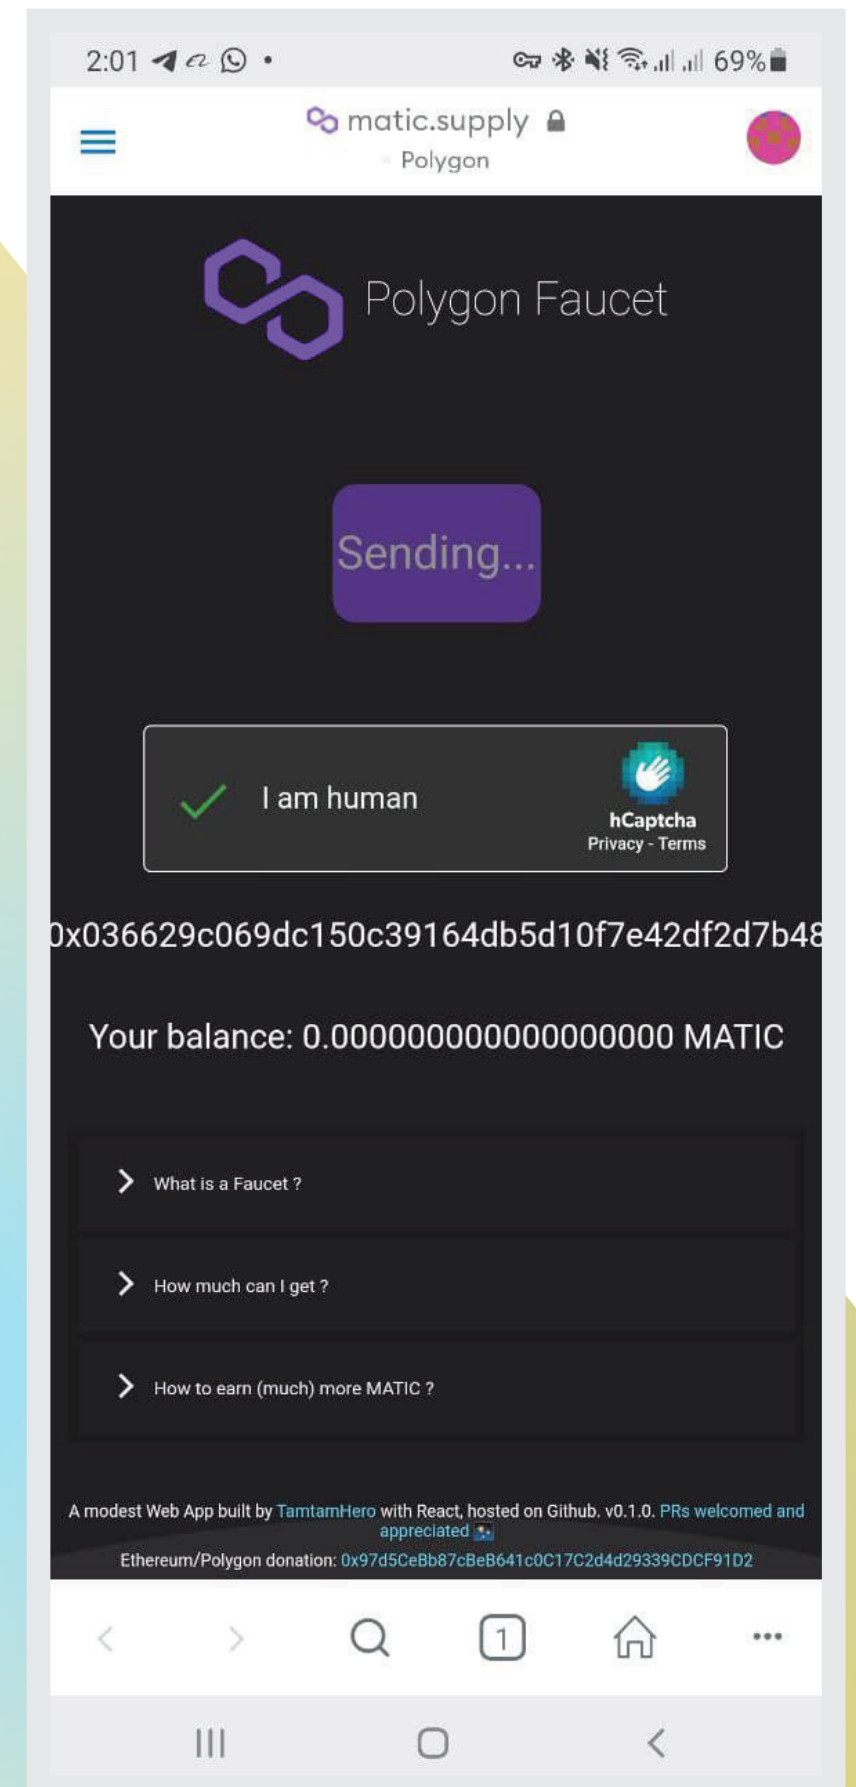 2:01
69%
matic.supply
Polygon
Polygon Faucet
Sending...
I am human
hCaptcha
Privacy - Terms
0x036629c069dc150c39164db5d10f7e42df2d7b48
Your balance: 0.000000000000000000 MATIC
What is a Faucet ?
How much can I get ?
How to earn (much) more MATIC ?
A modest Web App built by TamtamHero with React, hosted on Github. v0.1.0. PRs welcomed and
appreciated
Ethereum/Polygon donation: 0x97d5CeBb87cBeB641c0C17C2d4d29339CDCF91D2
1